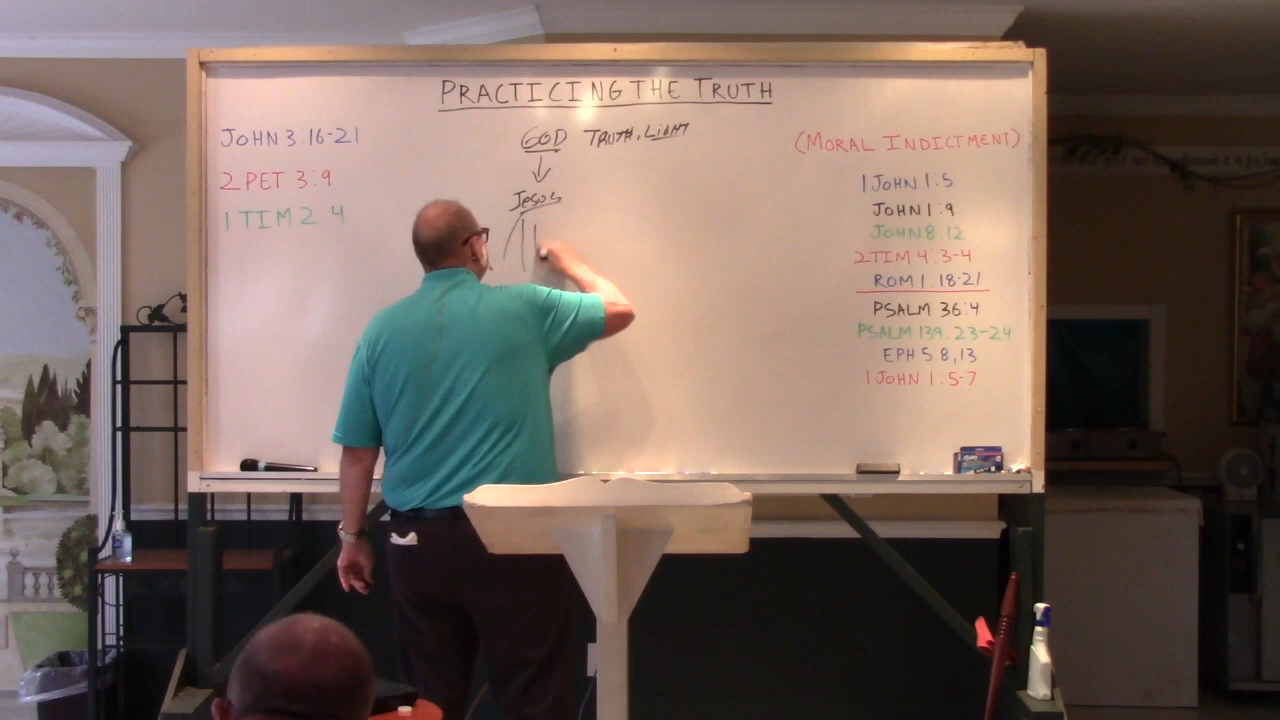 PRACTICING THE TRUTH
JOHN 3:16-21
2 PET 3:9
1 TIM 2 4
GOD TRUTH, LIGHT
Jesus
(MORAL INDICTMENT)
1 JOHN 1:5
JOHN 1:9
JOHN 8:12
2 TIM 4:3-4
ROM 1:18-21
PSALM 36:4
PSALM 139:23-24
EPH 5:8,13
1 JOHN 1:5-7